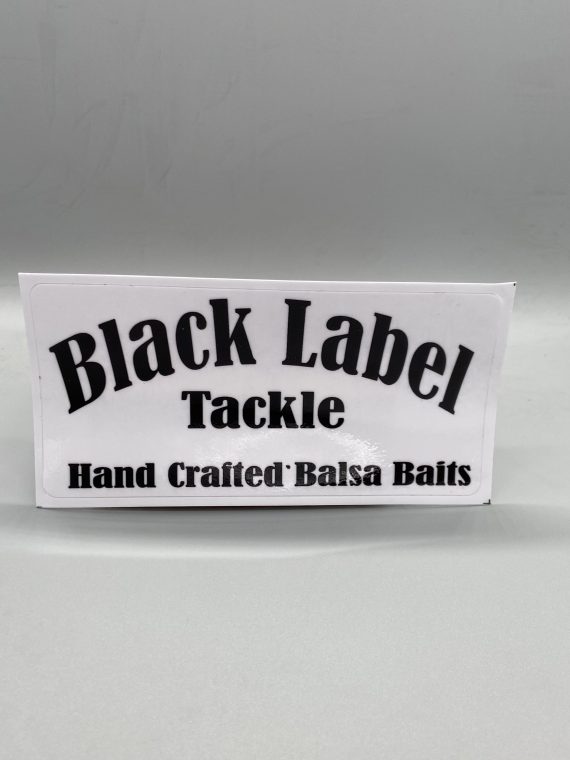 Black Label
Tackle
Hand Crafted Balsa Baits